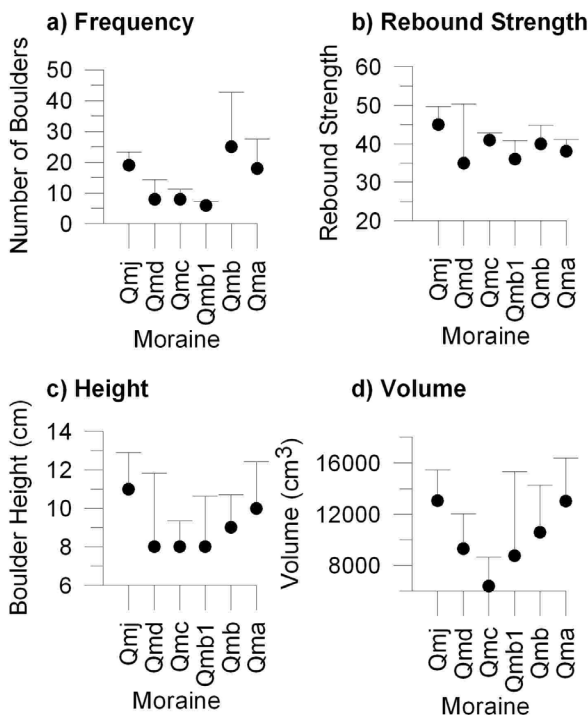 a) Frequency
Number of Boulders
50
40
30
20
10
0
Qmj
Qmd
Qmc
Qmb1
Qmb
Qma
Moraine
b) Rebound Strength
Rebound Strength
60
50
40
30
20
Qmj
Qmd
Qmc
Qmb1
Qmb
Qma
Moraine
c) Height
Boulder Height (cm)
14
12
10
8
6
Qmj
Qmd
Qmc
Qmb1
Qmb
Qma
Moraine
d) Volume
Volume (cm³)
16000
12000
8000
Qmj
Qmd
Qmc
Qmb1
Qmb
Qma
Moraine